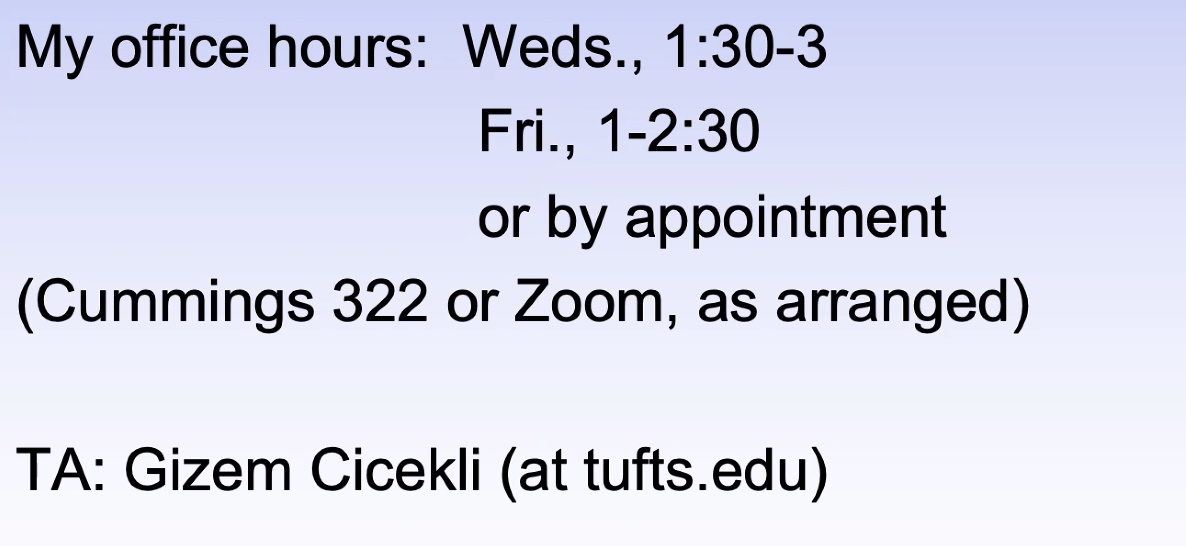 My office hours: Weds., 1:30-3
Fri., 1-2:30
or by appointment
(Cummings 322 or Zoom, as arranged)
TA: Gizem Cicekli (at tufts.edu)